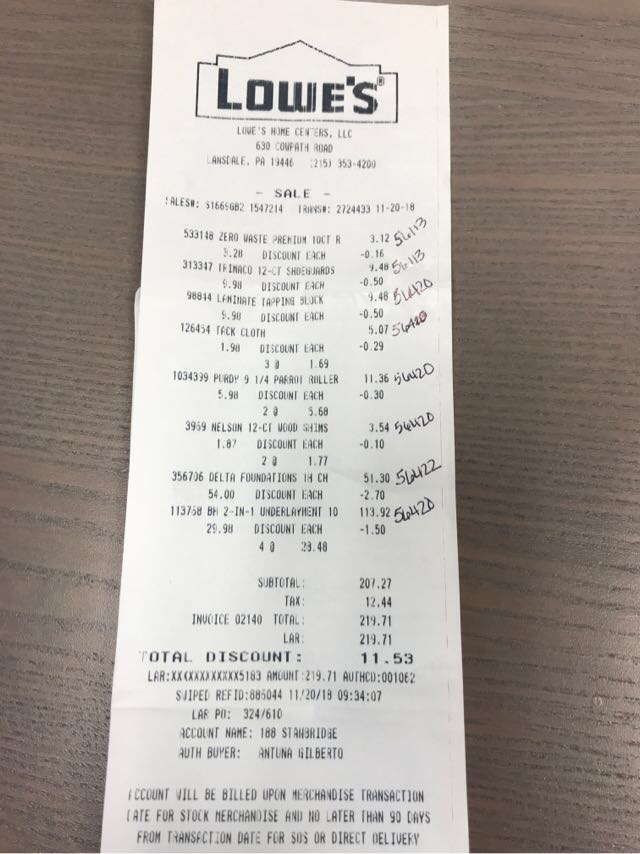 LOWE'S®
LOWE'S HOME CENTERS, LLC
630 COWPATH ROAD
LANSDALE, PA 19446 (215) 353-4200
- SALE -
SALES#: S1669GB2 1547214 TRANS#: 2724433 11-20-18
533148 ZERO WASTE PREMIUM 10CT R 3.12 56113
3.28 DISCOUNT EACH -0.16
313347 TRIMACO 12-CT SHOEGUARDS 9.48 56113
9.98 DISCOUNT EACH -0.50
98844 LAMINATE TAPPING BLOCK 9.48 56420
9.98 DISCOUNT EACH -0.50
126454 TACK CLOTH 5.07 56420
1.98 DISCOUNT EACH -0.29
3 @ 1.69
1034399 PURDY 9 1/4 PARROT ROLLER 11.36 56420
5.98 DISCOUNT EACH -0.30
2 @ 5.68
3959 NELSON 12-CT WOOD SHIMS 3.54 56420
1.87 DISCOUNT EACH -0.10
2 @ 1.77
356706 DELTA FOUNDATIONS 1H CH 51.30 56422
54.00 DISCOUNT EACH -2.70
113768 BH 2-IN-1 UNDERLAYMENT 10 113.92 56420
29.98 DISCOUNT EACH -1.50
4 @ 28.48
SUBTOTAL: 207.27
TAX: 12.44
INVOICE 02140 TOTAL: 219.71
LAR: 219.71
TOTAL DISCOUNT: 11.53
LAR:XXXXXXXXXXXX5183 AMOUNT:219.71 AUTHCD:001062
SWIPED REFID:886044 11/20/18 09:34:07
LAR PO: 324/610
ACCOUNT NAME: 188 STANBRIDGE
AUTH BUYER: ANTUNA GILBERTO
ACCOUNT WILL BE BILLED UPON MERCHANDISE TRANSACTION
DATE FOR STOCK MERCHANDISE AND NO LATER THAN 90 DAYS
FROM TRANSACTION DATE FOR SOS OR DIRECT DELIVERY